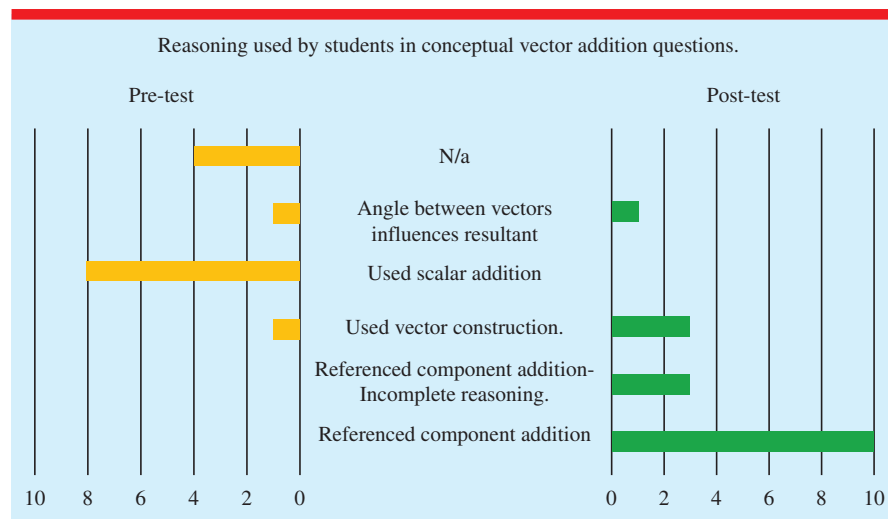 Reasoning used by students in conceptual vector addition questions.
Pre-test
Post-test
N/a
Angle between vectors
influences resultant
Used scalar addition
Used vector construction.
Referenced component addition-
Incomplete reasoning.
Referenced component addition
10 8 6 4 2 0
0 2 4 6 8 10